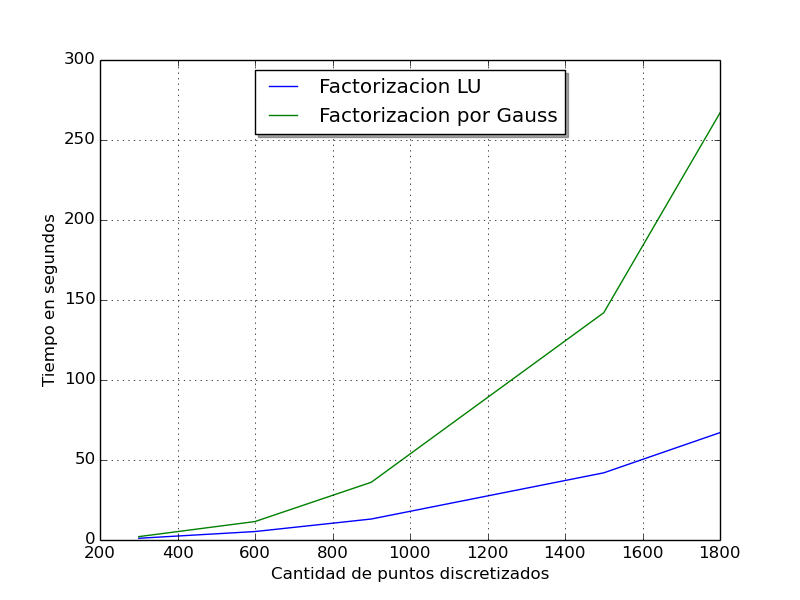 300
Factorizacion LU
Factorizacion por Gauss
250
200
150
100
50
0
Tiempo en segundos
200 400 600 800 1000 1200 1400 1600 1800
Cantidad de puntos discretizados